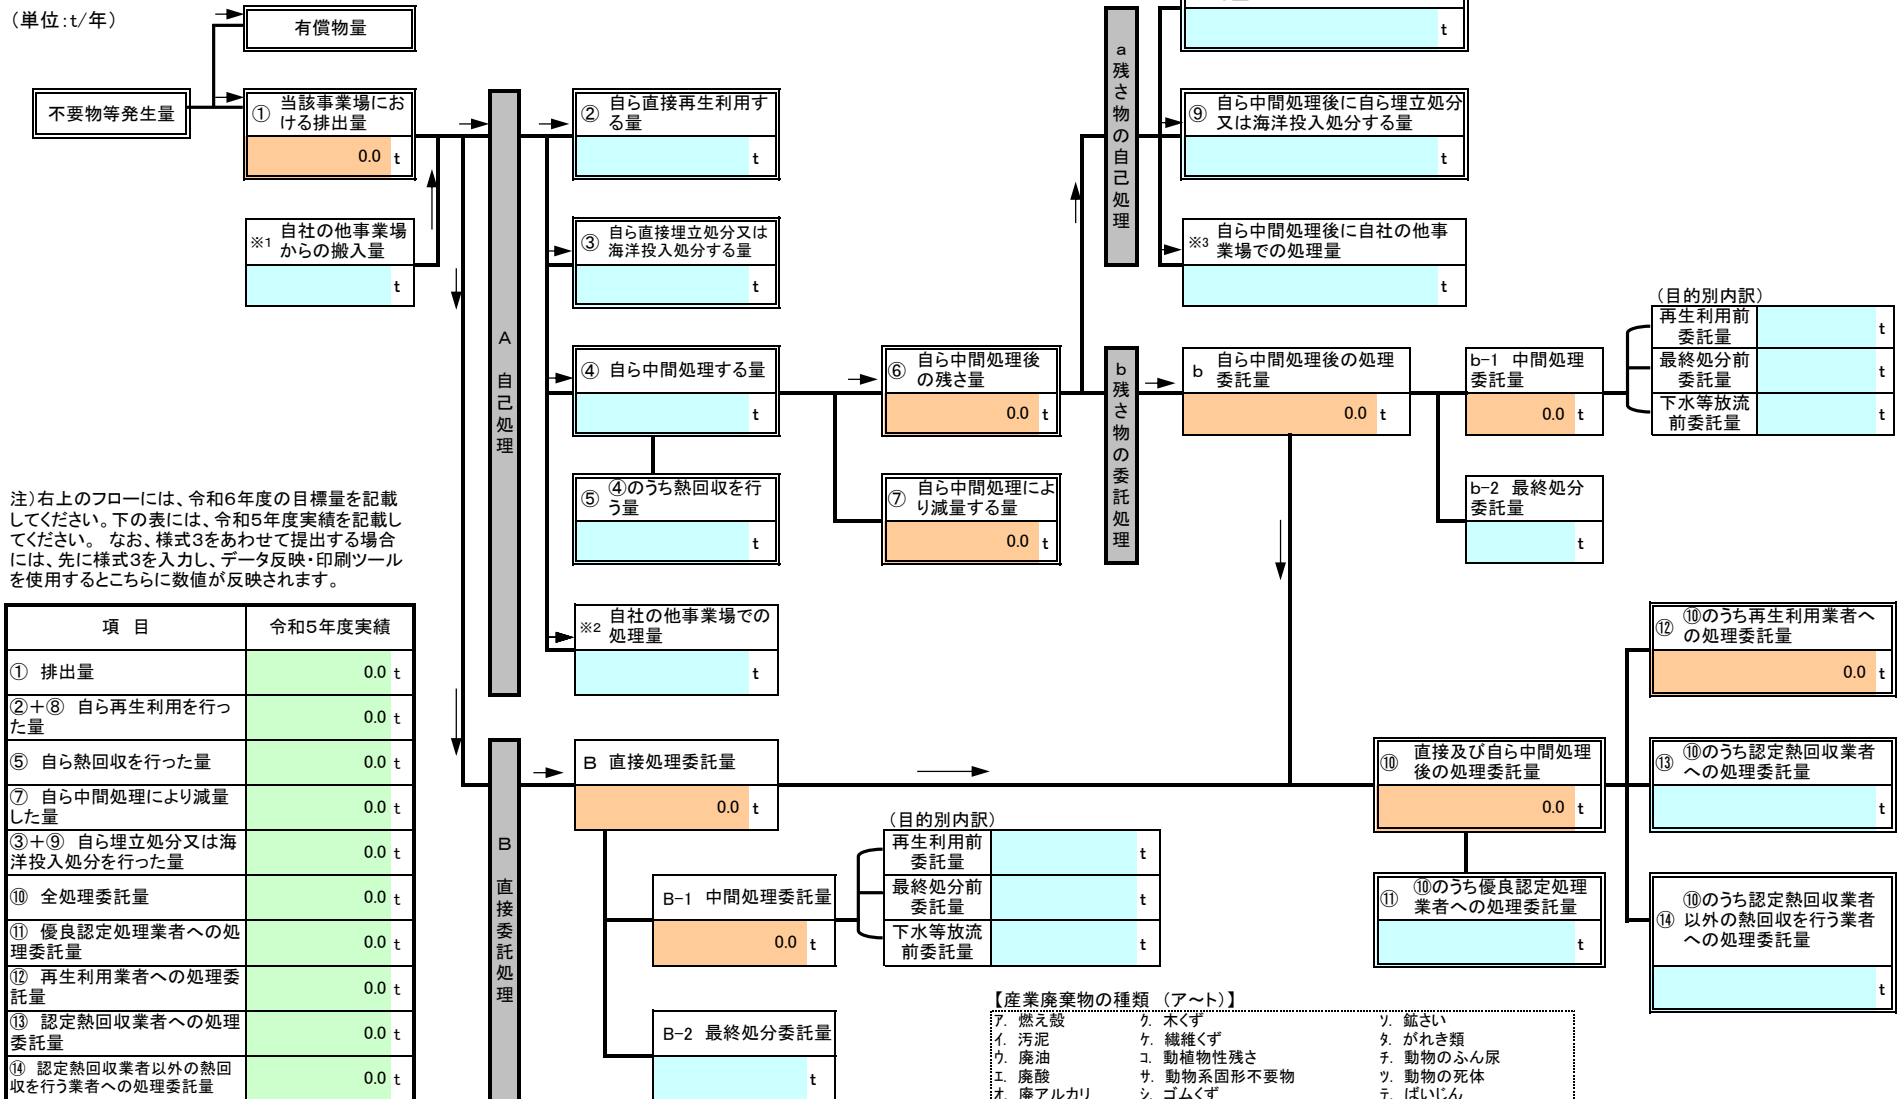 （単位：t/年）
有償物量
不要物等発生量
① 当該事業場にお
ける排出量
0.0 t
※1 自社の他事業場
からの搬入量
t
A 自己処理
② 自ら直接再生利用す
る量
t
③ 自ら直接埋立処分又は
海洋投入処分する量
t
④ 自ら中間処理する量
t
⑤ ④のうち熱回収を行
う量
t
※2 自社の他事業場での
処理量
t
⑥ 自ら中間処理後
の残さ量
0.0 t
⑦ 自ら中間処理によ
り減量する量
0.0 t
a 残さ物の自己処理
t
⑨ 自ら中間処理後に自ら埋立処分
又は海洋投入処分する量
t
※3 自ら中間処理後に自社の他事
業場での処理量
t
b 残さ物の委託処理
b 自ら中間処理後の処理
委託量
0.0 t
b-1 中間処理
委託量
0.0 t
（目的別内訳）
再生利用前
委託量
t
最終処分前
委託量
t
下水等放流
前委託量
t
b-2 最終処分
委託量
t
注）右上のフローには、令和６年度の目標量を記載
してください。下の表には、令和５年度実績を記載し
てください。 なお、様式３をあわせて提出する場合
には、先に様式３を入力し、データ反映・印刷ツール
を使用するとこちらに数値が反映されます。
項 目 令和５年度実績
① 排出量 0.0 t
②＋⑧ 自ら再生利用を行っ
た量 0.0 t
⑤ 自ら熱回収を行った量 0.0 t
⑦ 自ら中間処理により減量
した量 0.0 t
③＋⑨ 自ら埋立処分又は海
洋投入処分を行った量 0.0 t
⑩ 全処理委託量 0.0 t
⑪ 優良認定処理業者への処
理委託量 0.0 t
⑫ 再生利用業者への処理委
託量 0.0 t
⑬ 認定熱回収業者への処理
委託量 0.0 t
⑭ 認定熱回収業者以外の熱回
収を行う業者への処理委託量 0.0 t
B 直接委託処理
B 直接処理委託量
0.0 t
B-1 中間処理委託量
0.0 t
（目的別内訳）
再生利用前
委託量
t
最終処分前
委託量
t
下水等放流
前委託量
t
B-2 最終処分委託量
t
⑩ 直接及び自ら中間処理
後の処理委託量
0.0 t
⑪ ⑩のうち優良認定処理
業者への処理委託量
t
⑫ ⑩のうち再生利用業者へ
の処理委託量
0.0 t
⑬ ⑩のうち認定熱回収業者
への処理委託量
t
⑭ ⑩のうち認定熱回収業者
以外の熱回収を行う業者
への処理委託量
t
【産業廃棄物の種類 （ア～ト）】
ｱ. 燃え殻 ｸ. 木くず ｿ. 鉱さい
ｲ. 汚泥 ｹ. 繊維くず ﾀ. がれき類
ｳ. 廃油 ｺ. 動植物性残さ ﾁ. 動物のふん尿
ｴ. 廃酸 ｻ. 動物系固形不要物 ﾂ. 動物の死体
ｵ. 廃アルカリ ｼ. ゴムくず ﾃ. ばいじん